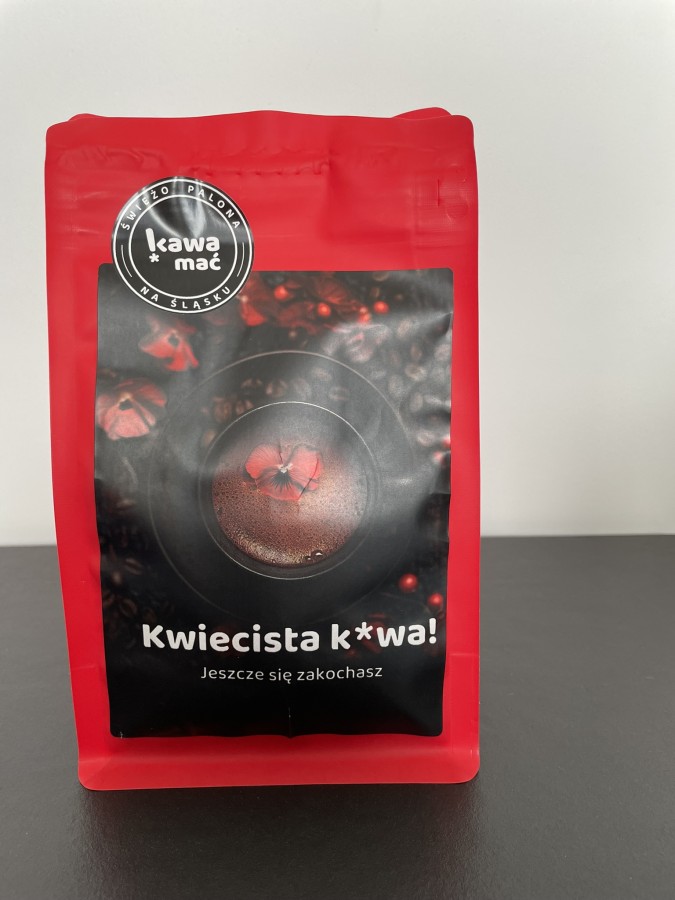 ŚWIEŻO PALONA
kawa
* mać
NA ŚLĄSKU
Kwiecista k*wa!
Jeszcze się zakochasz